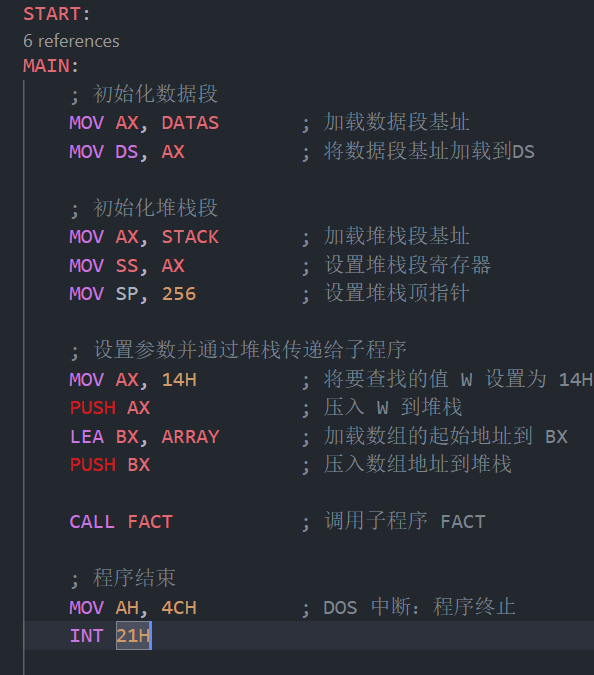 START:
6 references
MAIN:
; 初始化数据段
MOV AX, DATAS ; 加载数据段基址
MOV DS, AX ; 将数据段基址加载到DS
; 初始化堆栈段
MOV AX, STACK ; 加载堆栈段基址
MOV SS, AX ; 设置堆栈段寄存器
MOV SP, 256 ; 设置堆栈顶指针
; 设置参数并通过堆栈传递给子程序
MOV AX, 14H ; 将要查找的值 W 设置为 14H
PUSH AX ; 压入 W 到堆栈
LEA BX, ARRAY ; 加载数组的起始地址到 BX
PUSH BX ; 压入数组地址到堆栈
CALL FACT ; 调用子程序 FACT
; 程序结束
MOV AH, 4CH ; DOS 中断: 程序终止
INT 21H